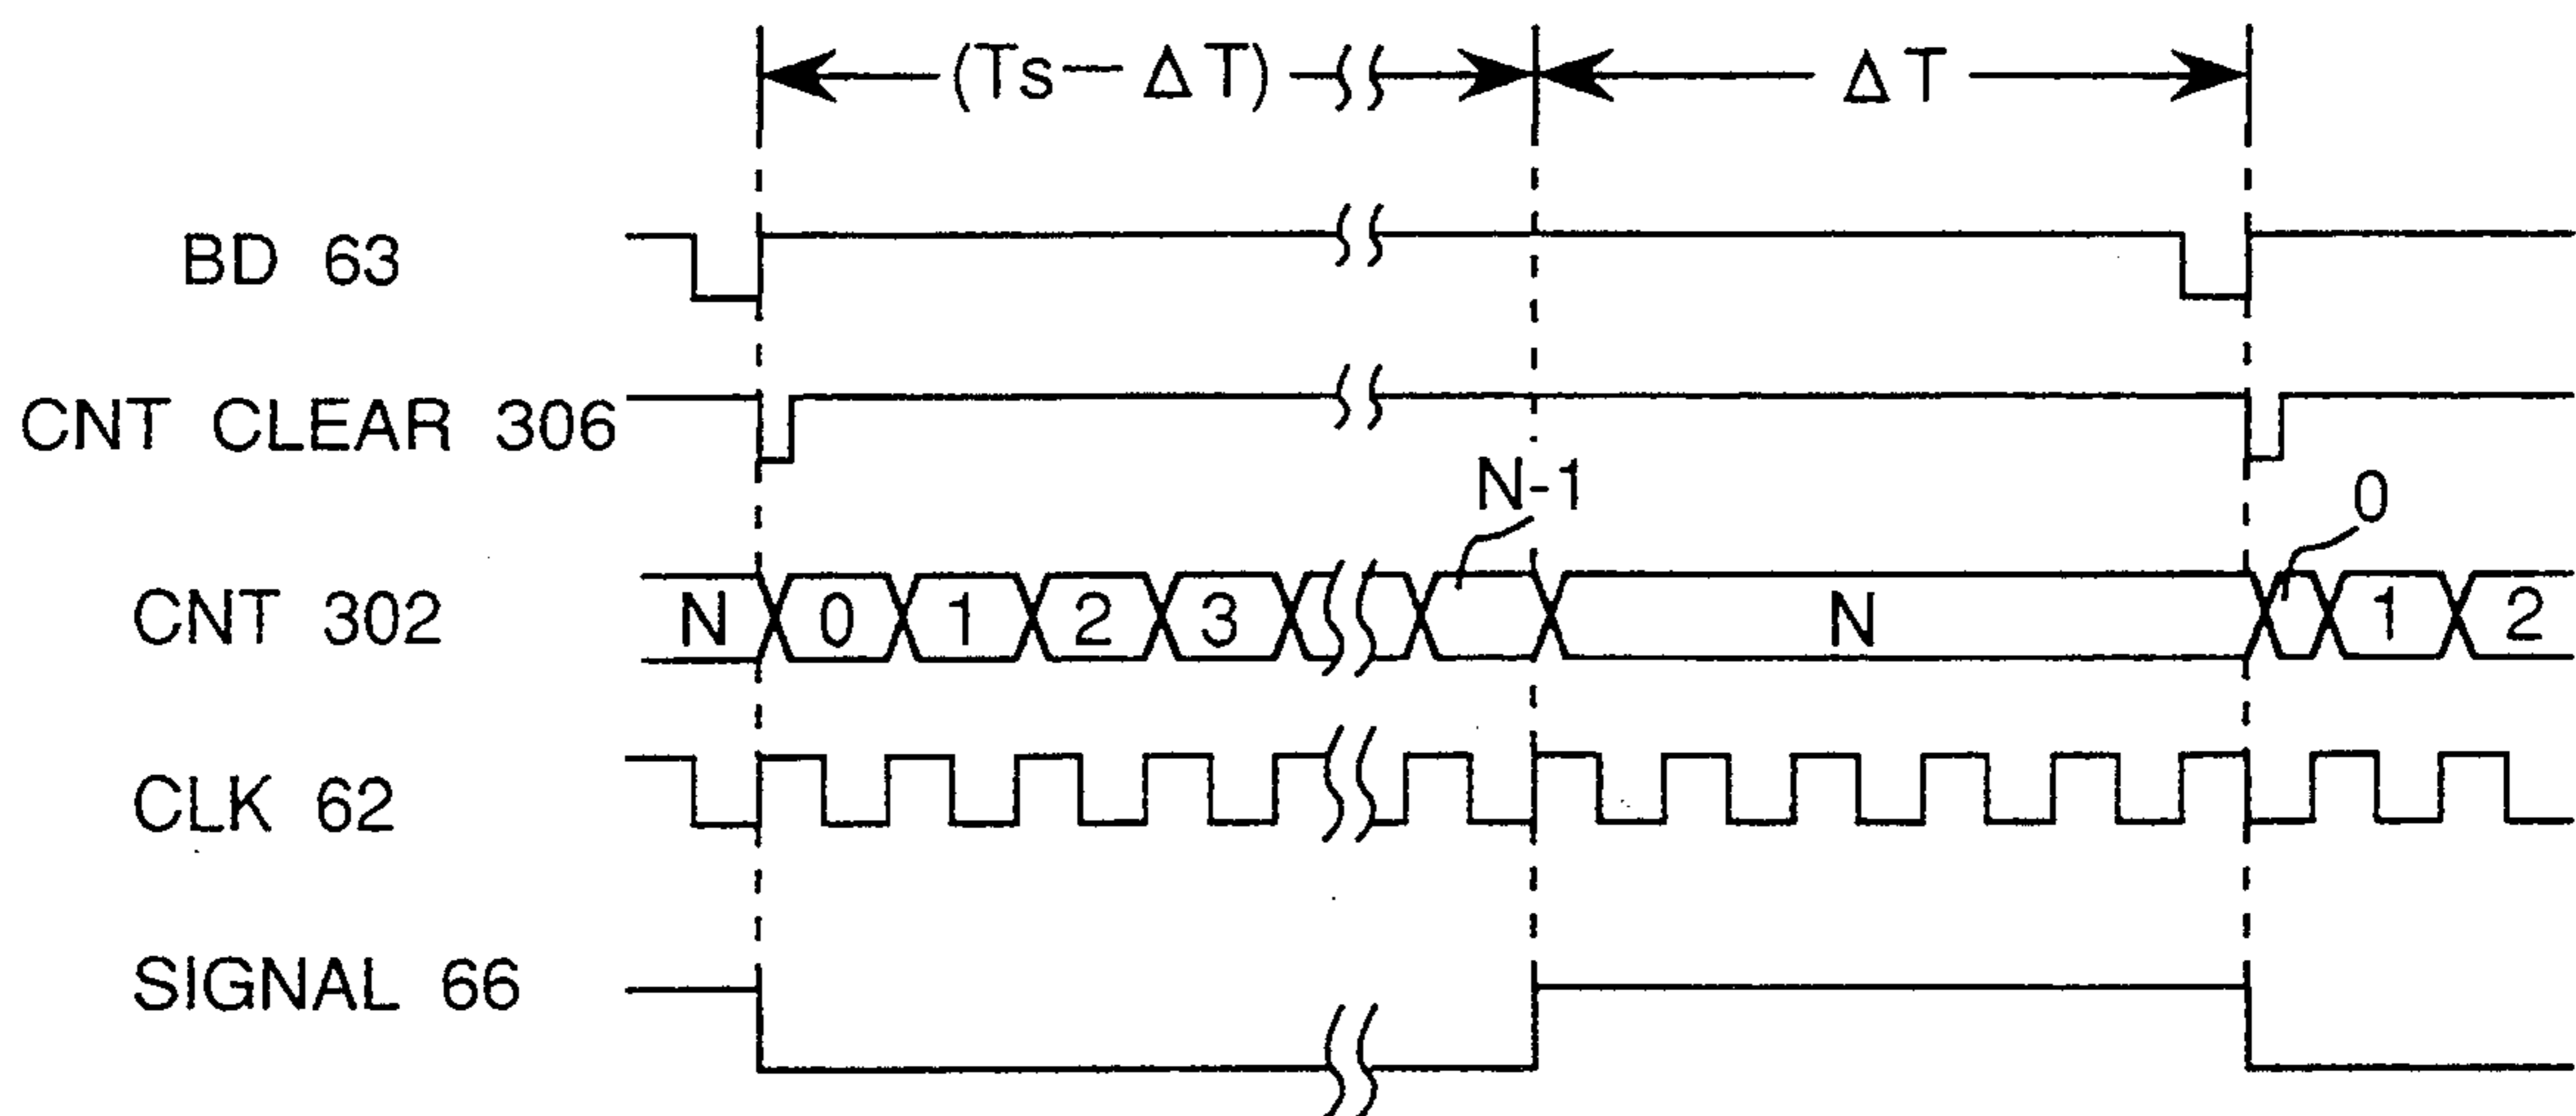 (Ts— ΔT) ΔT
BD 63
CNT CLEAR 306
N-1 0
CNT 302 N 0 1 2 3 N 1 2
CLK 62
SIGNAL 66